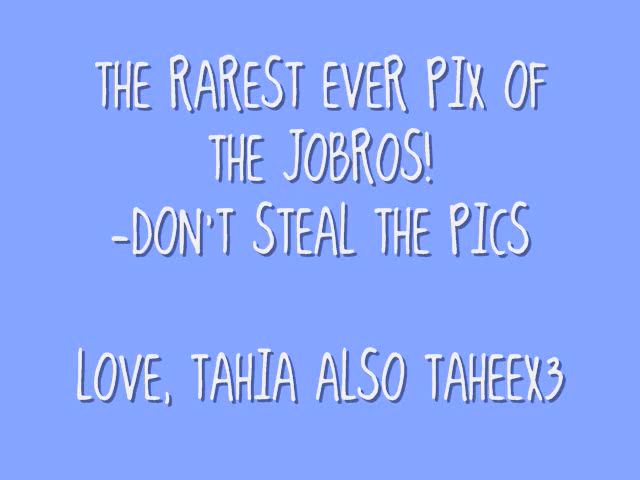 THE RAREST EVER PIX OF
THE JOBROS!
-DON'T STEAL THE PICS
LOVE, TAHIA ALSO TAHEEX3